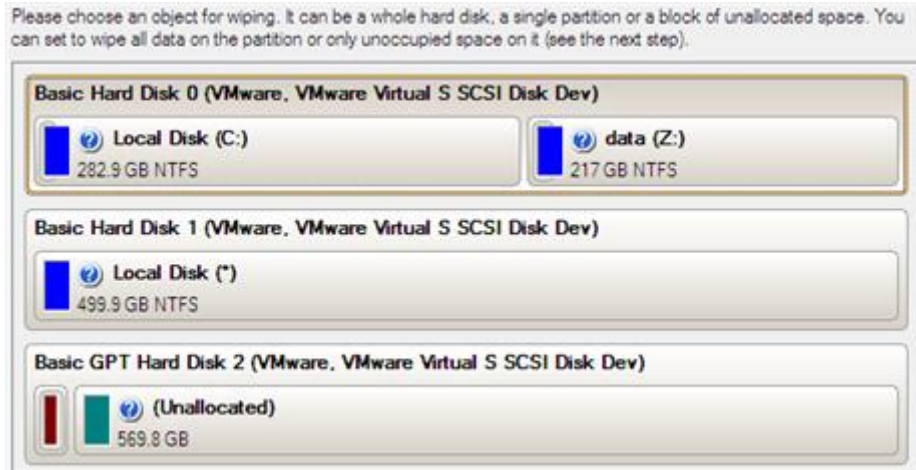 Please choose an object for wiping. It can be a whole hard disk, a single partition or a block of unallocated space. You
can set to wipe all data on the partition or only unoccupied space on it (see the next step).
Basic Hard Disk 0 (VMware, VMware Virtual S SCSI Disk Dev)
Local Disk (C:)
282.9 GB NTFS
data (Z:)
217 GB NTFS
Basic Hard Disk 1 (VMware, VMware Virtual S SCSI Disk Dev)
Local Disk (*)
499.9 GB NTFS
Basic GPT Hard Disk 2 (VMware, VMware Virtual S SCSI Disk Dev)
(Unallocated)
569.8 GB